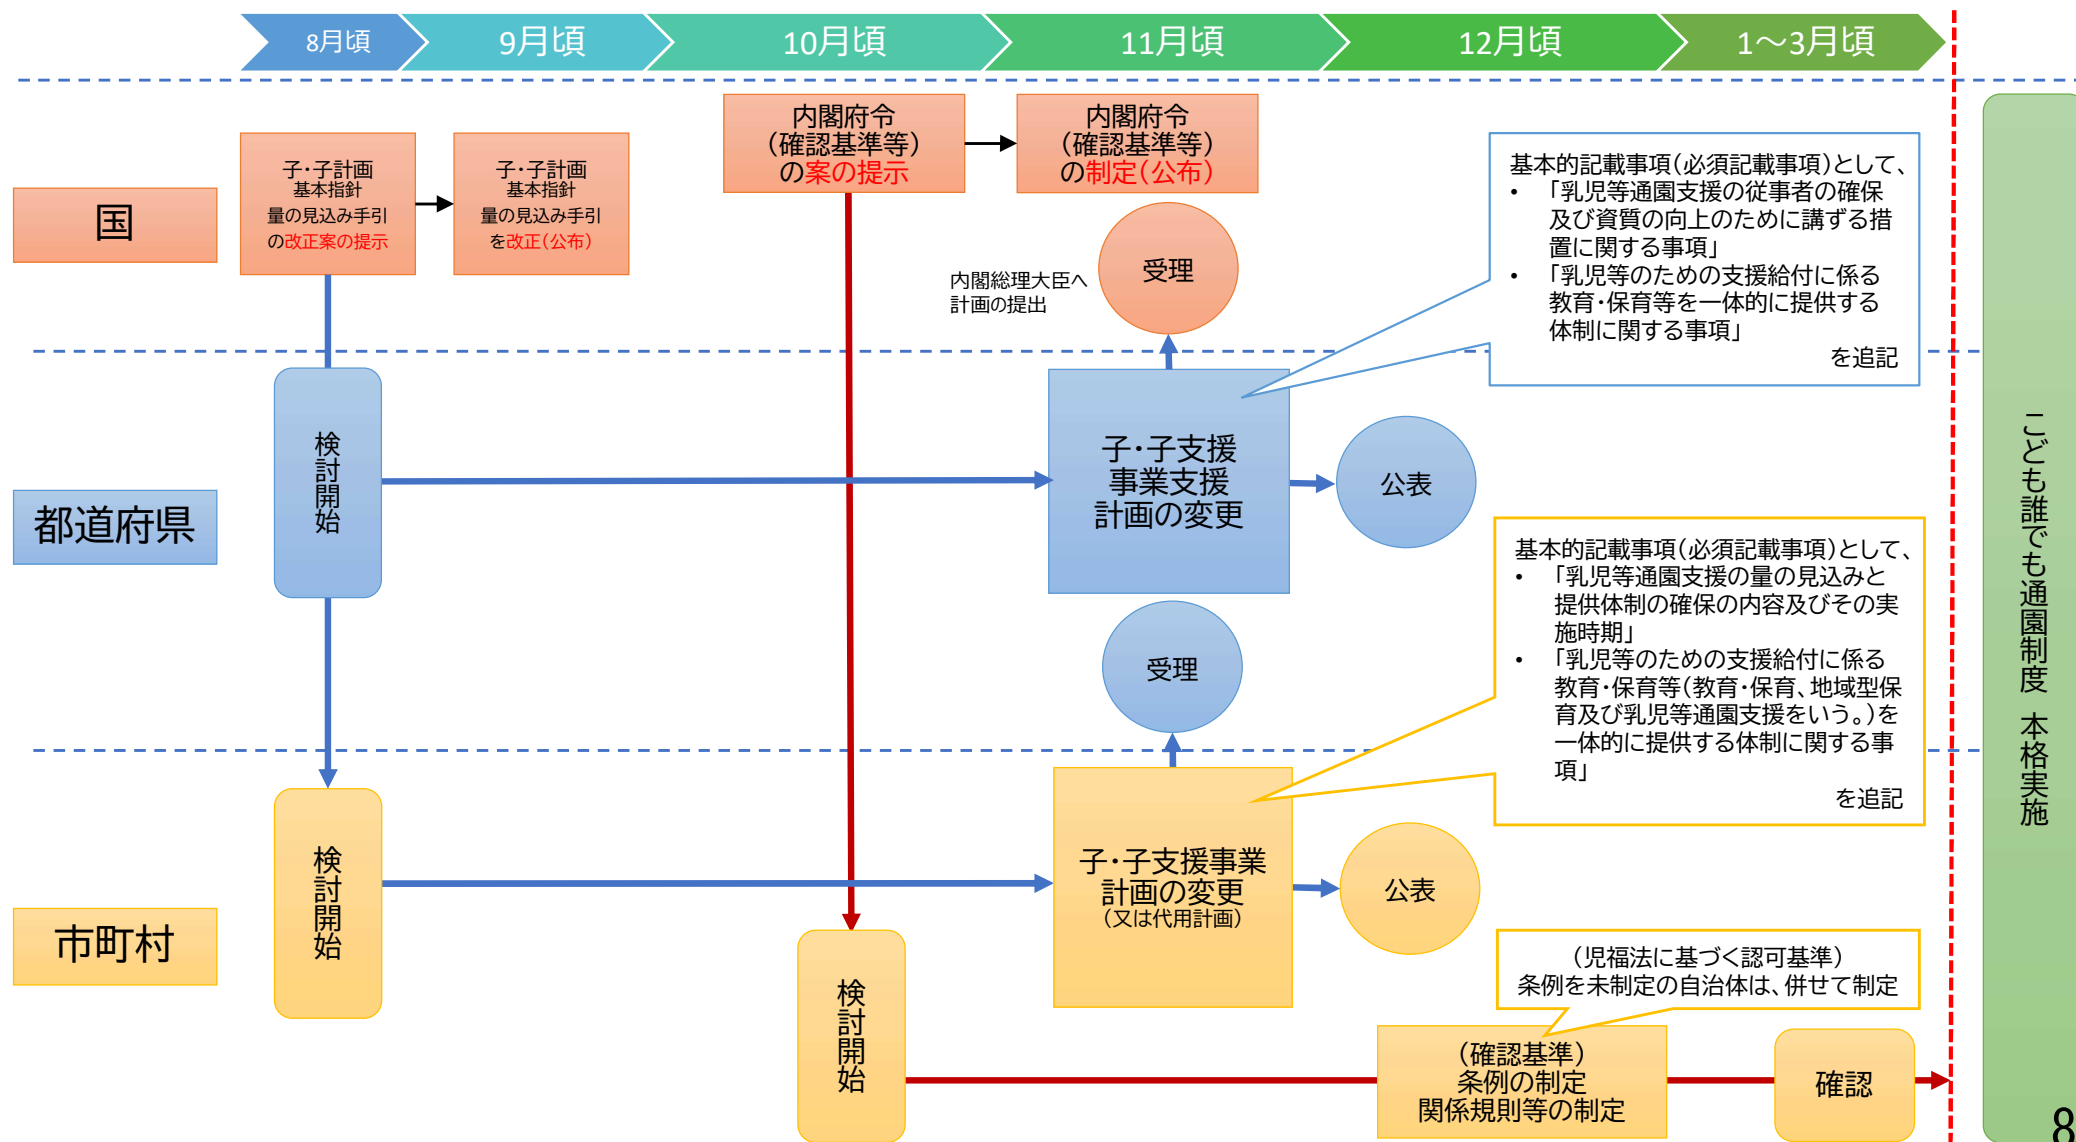 8月頃
9月頃
10月頃
11月頃
12月頃
1～3月頃
国
子・子計画
基本指針
量の見込み手引
の改正案の提示
子・子計画
基本指針
量の見込み手引
を改正(公布)
内閣府令
(確認基準等)
の案の提示
内閣府令
(確認基準等)
の制定(公布)
内閣総理大臣へ
計画の提出
受理
基本的記載事項(必須記載事項)として、
• 「乳児等通園支援の従事者の確保
及び資質の向上のために講ずる措
置に関する事項」
• 「乳児等のための支援給付に係る
教育・保育等を一体的に提供する
体制に関する事項」
を追記
都道府県
検討開始
子・子支援
事業支援
計画の変更
公表
受理
基本的記載事項(必須記載事項)として、
• 「乳児等通園支援の量の見込みと
提供体制の確保の内容及びその実
施時期」
• 「乳児等のための支援給付に係る
教育・保育等(教育・保育、地域型保
育及び乳児等通園支援をいう。)を
一体的に提供する体制に関する事
項」
を追記
市町村
検討開始
子・子支援事業
計画の変更
(又は代用計画)
公表
検討開始
(児福法に基づく認可基準)
条例を未制定の自治体は、併せて制定
(確認基準)
条例の制定
関係規則等の制定
確認
こども誰でも通園制度 本格実施
8